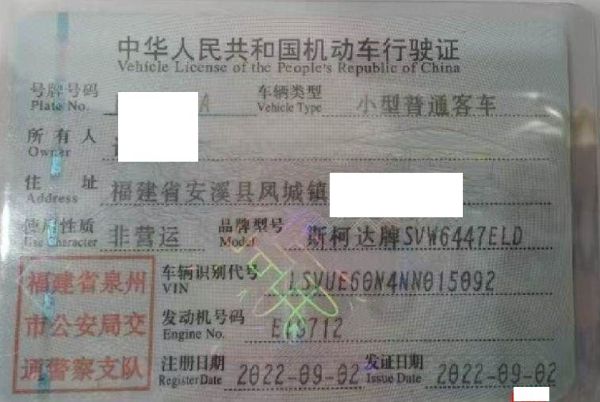 中华人民共和国机动车行驶证
Vehicle License of the People's Republic of China
号牌号码 车辆类型 小型普通客车
Plate No. A Vehicle Type
所有人
Owner
住址 福建省安溪县凤城镇
Address
使用性质 非营运 品牌型号 斯柯达牌SVW6447ELD
Use Character Model
福建省泉州 车辆识别代号 LSVUE60N4NN015092
VIN
市公安局交 发动机号码
Engine No.
通警察支队 注册日期 2022-09-02 发证日期 2022-09-02
Register Date Issue Date